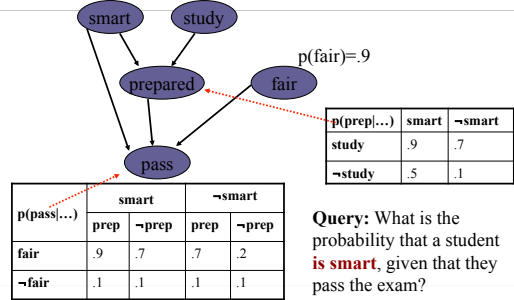 smart
study
p(fair)=.9
prepared
fair
p(prep|…) smart ¬smart
study .9 .7
¬study .5 .1
pass
p(pass|…) smart ¬smart
prep ¬prep prep ¬prep
fair .9 .7 .7 .2
¬fair .1 .1 .1 .1
Query: What is the
probability that a student
is smart, given that they
pass the exam?